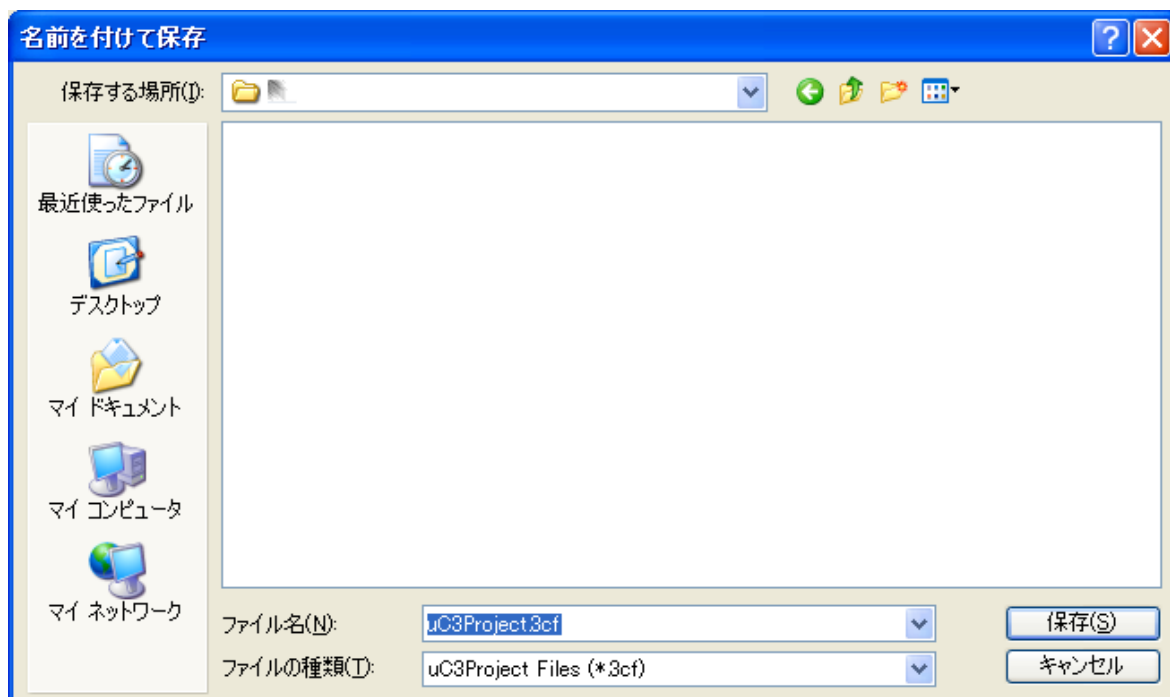 名前を付けて保存
保存する場所(I):
最近使ったファイル
デスクトップ
マイ ドキュメント
マイ コンピュータ
マイ ネットワーク
ファイル名(N):
uC3Project.3cf
保存(S)
ファイルの種類(T):
uC3Project Files (*.3cf)
キャンセル